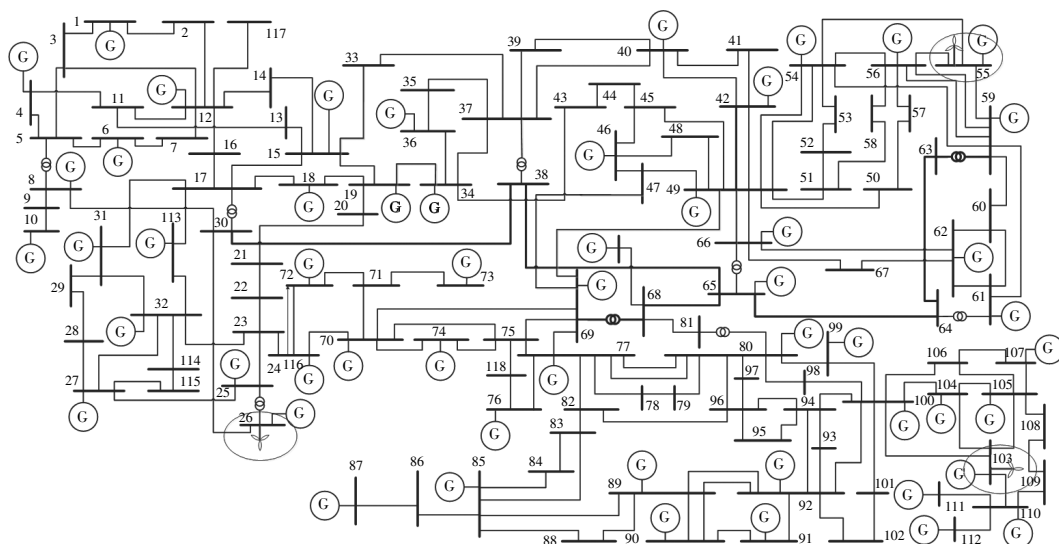 1 2 117 3 G
39 40 G 41
54 G 56 G 55 G
33 14 G
4 11 G 12 13
35 37 43 44 45
42 G 53 57 59 G
5 6 G 7 16 15
G 36 46 G 48
52 58 63
8 9 10 G G
17 18 G 19 20 G 34 G
38 47 49 G
51 50 60
31 113 G G 30
66 G 62 G
29 32 G
21 22 23
72 G 71 73 G
G 65 G 67
61 G 64
28 27 G
114 115 G 25
24 116 G
70 G 74 G 75
G 69 68 81
77 80 G 99 G
106 107 G
118 76 G G
78 79 97 98
100 G 104 G 105 G
26 G
82 96 95 94
108
83 84 93
103 G 109
87 86 85 G
89 G G
92 101
G 111 110
G
88 90 G 91 G
102
G 112